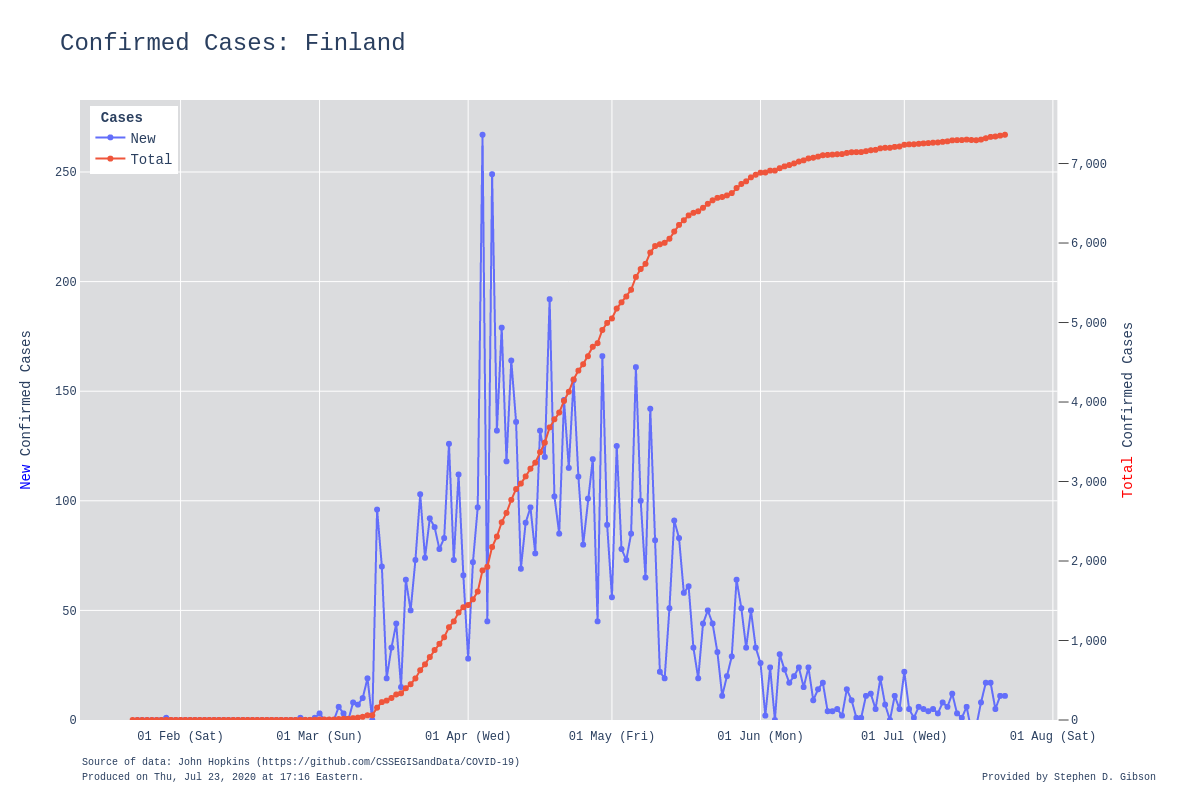 Confirmed Cases: Finland
Cases
New
Total
250
200
150
100
50
0
7,000
6,000
5,000
4,000
3,000
2,000
1,000
0
New Confirmed Cases
Total Confirmed Cases
01 Feb (Sat) 01 Mar (Sun) 01 Apr (Wed) 01 May (Fri) 01 Jun (Mon) 01 Jul (Wed) 01 Aug (Sat)
Source of data: John Hopkins (https://github.com/CSSEGISandData/COVID-19)
Produced on Thu, Jul 23, 2020 at 17:16 Eastern.
Provided by Stephen D. Gibson